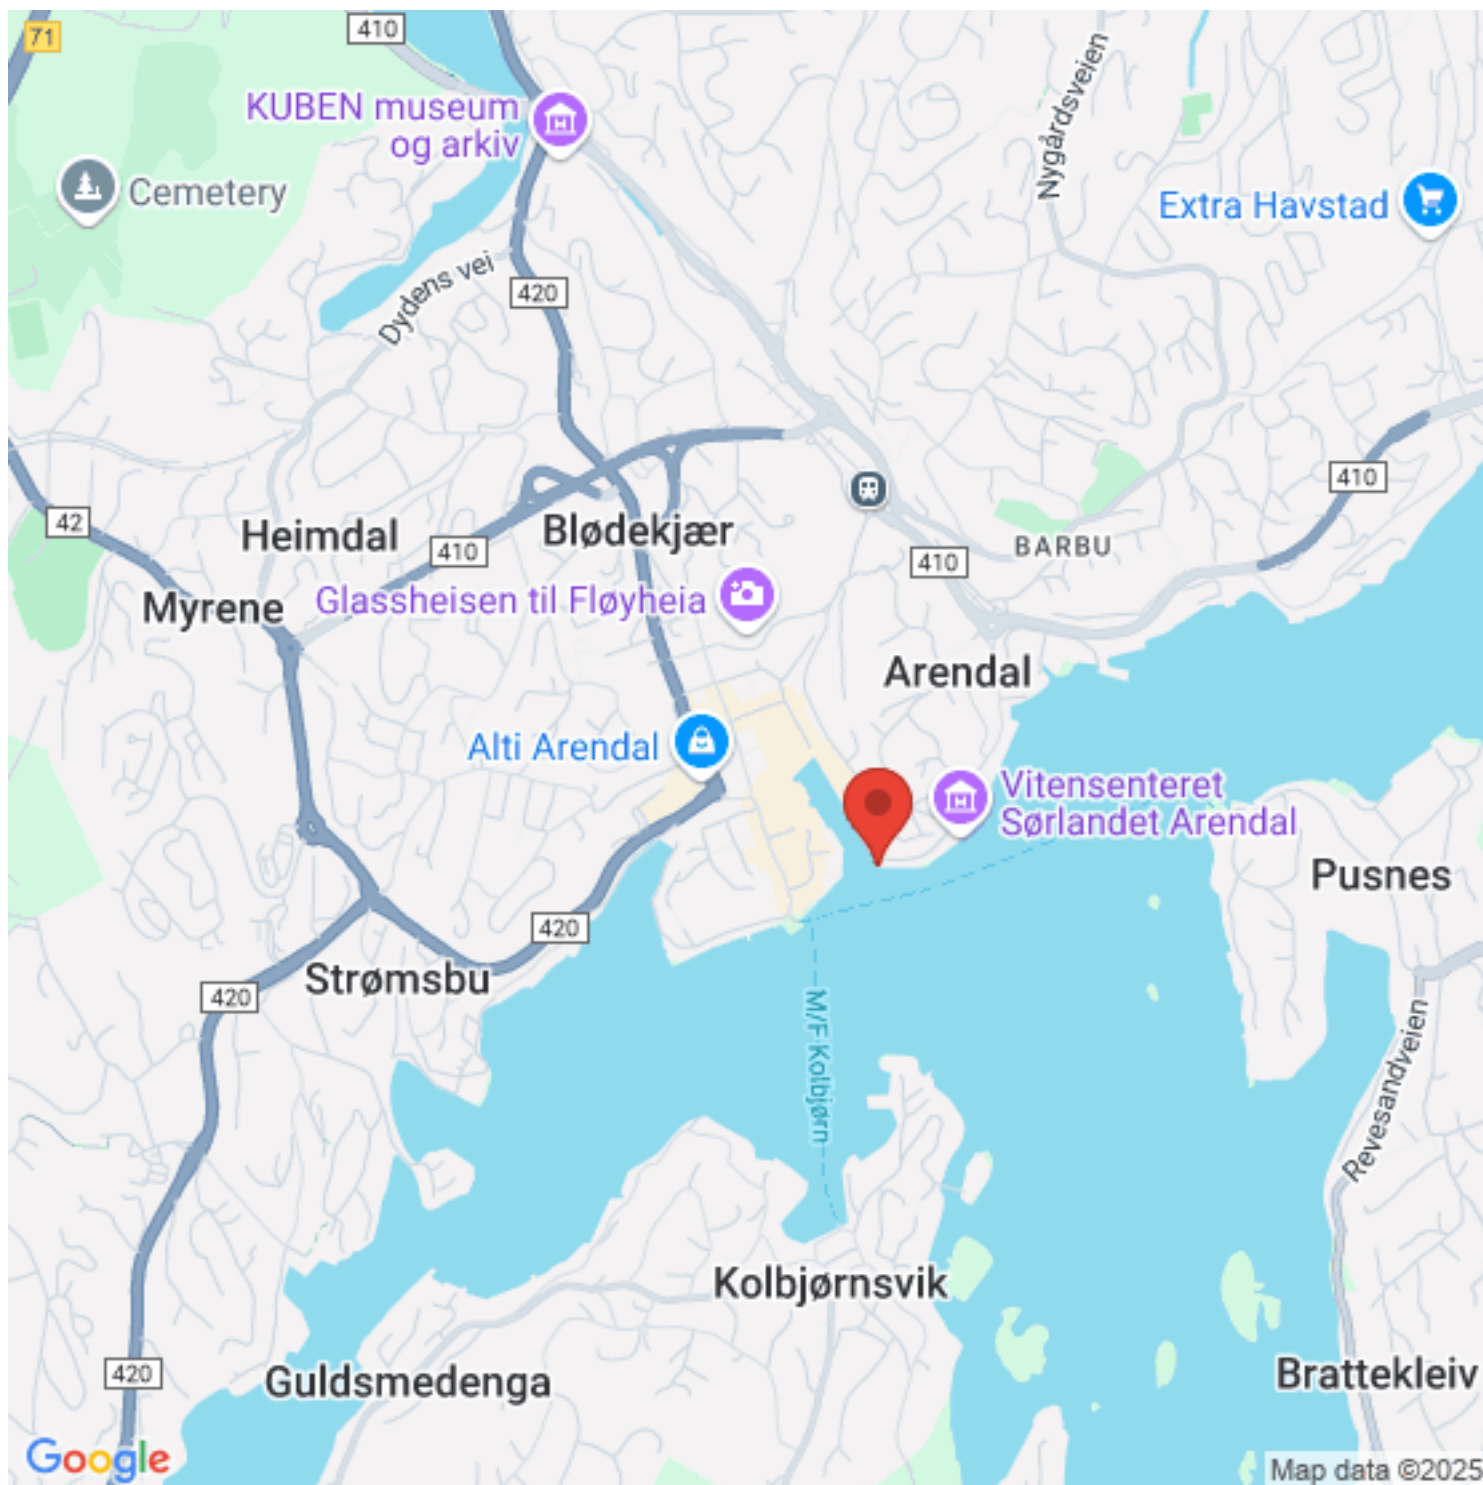 71
410
KUBEN museum
og arkiv
Cemetery
Nygårdsveien
Extra Havstad
Dydens vei
420
410
42
Heimdal
Blødekjær
410
410
BARBU
Glassheisen til Fløyheia
Myrene
Arendal
Alti Arendal
Vitensenteret
Sørlandet Arendal
Pusnes
420
Strømsbu
420
M/F Kolbjørn
Revesandveien
Kolbjørnsvik
420
Guldsmedenga
Brattekleiv
Google
Map data ©2025